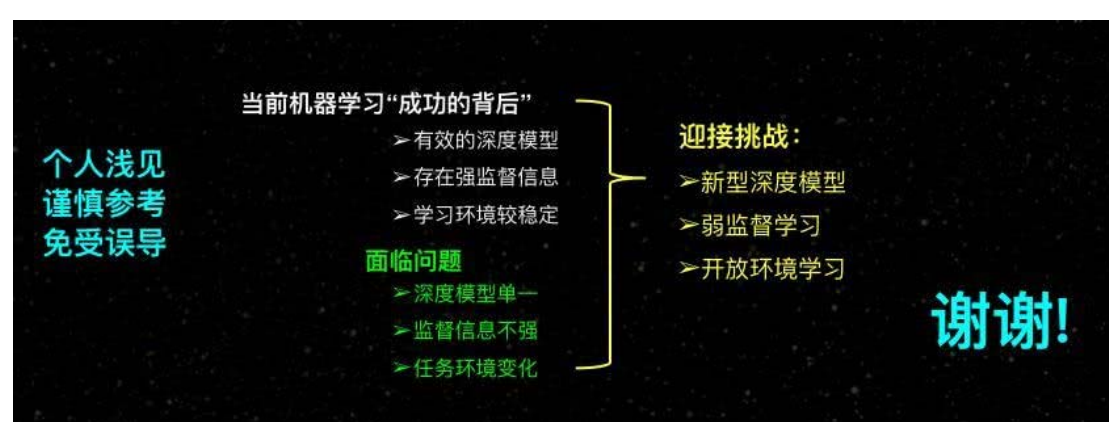 个人浅见
谨慎参考
免受误导
当前机器学习“成功的背后”
➢有效的深度模型
➢存在强监督信息
➢学习环境较稳定
面临问题
➢深度模型单一
➢监督信息不强
➢任务环境变化
迎接挑战：
➢新型深度模型
➢弱监督学习
➢开放环境学习
谢谢!